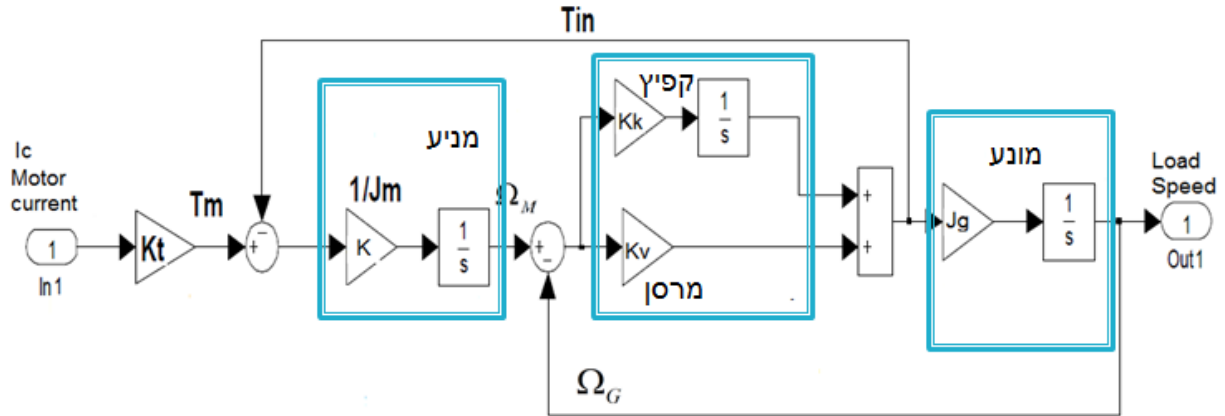 Tin
Ic
Motor
current
1
In1
Kt
Tm
+
−
מניע
1/Jm
K
1
s
Ω_M
+
−
קפיץ
Kk
1
s
Kv
מרסן
+
+
מונע
Jg
1
s
Load
Speed
1
Out1
Ω_G